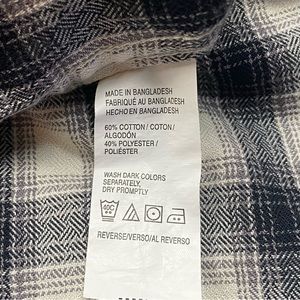 MADE IN BANGLADESH
FABRIQUÉ AU BANGLADESH
HECHO EN BANGLADESH
60% COTTON / COTON /
ALGODÓN
40% POLYESTER /
POLIÉSTER
WASH DARK COLORS
SEPARATELY.
DRY PROMPTLY
40C
REVERSE/VERSO/AL REVERSO